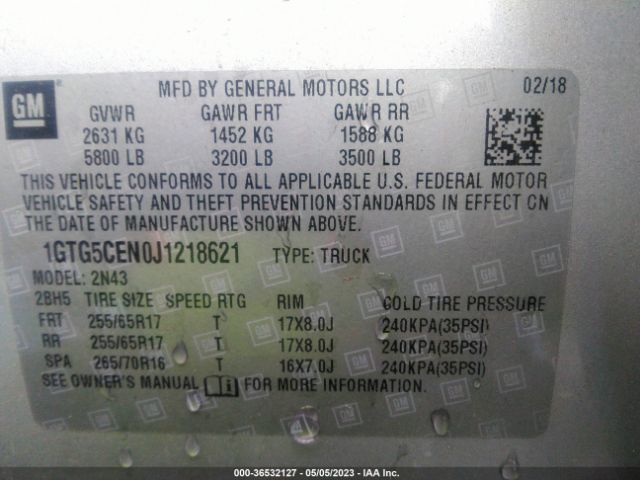 GM
MFD BY GENERAL MOTORS LLC 02/18
GVWR GAWR FRT GAWR RR
2631 KG 1452 KG 1588 KG
5800 LB 3200 LB 3500 LB
THIS VEHICLE CONFORMS TO ALL APPLICABLE U.S. FEDERAL MOTOR
VEHICLE SAFETY AND THEFT PREVENTION STANDARDS IN EFFECT ON
THE DATE OF MANUFACTURE SHOWN ABOVE.
1GTG5CEN0J1218621 TYPE: TRUCK
MODEL: 2N43
2BH5 TIRE SIZE SPEED RTG RIM COLD TIRE PRESSURE
FRT 255/65R17 T 17X8.0J 240KPA(35PSI)
RR 255/65R17 T 17X8.0J 240KPA(35PSI)
SPA 265/70R16 T 16X7.0J 240KPA(35PSI)
SEE OWNER'S MANUAL FOR MORE INFORMATION.
000-36532127 - 05/05/2023 - IAA Inc.